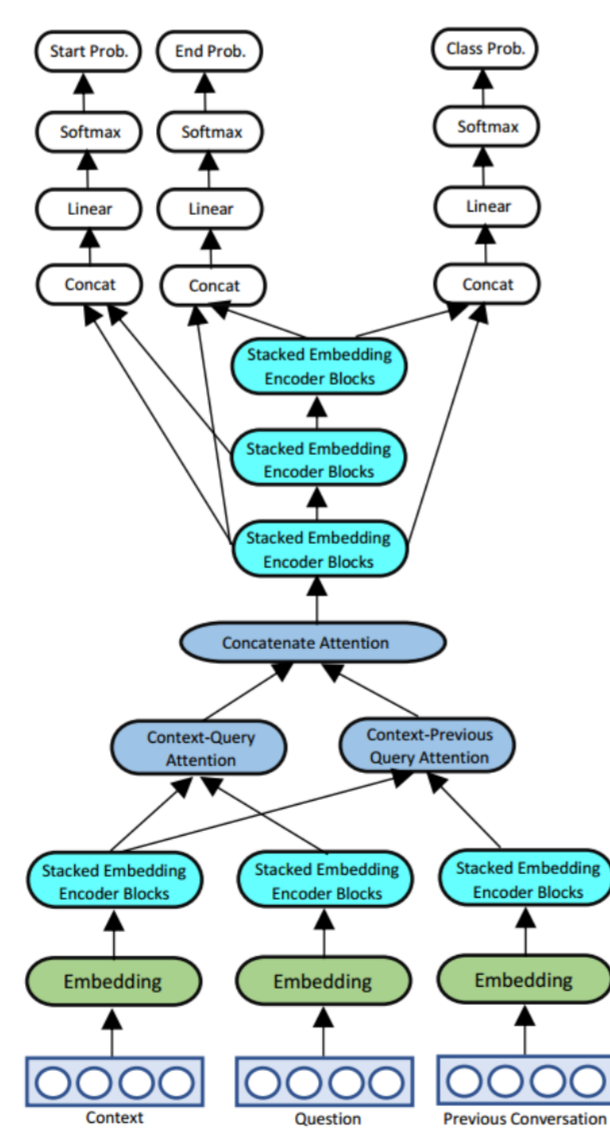 Start Prob.
End Prob.
Class Prob.
Softmax
Softmax
Softmax
Linear
Linear
Linear
Concat
Concat
Concat
Stacked Embedding
Encoder Blocks
Stacked Embedding
Encoder Blocks
Stacked Embedding
Encoder Blocks
Concatenate Attention
Context-Query
Attention
Context-Previous
Query Attention
Stacked Embedding
Encoder Blocks
Stacked Embedding
Encoder Blocks
Stacked Embedding
Encoder Blocks
Embedding
Embedding
Embedding
Context
Question
Previous Conversation